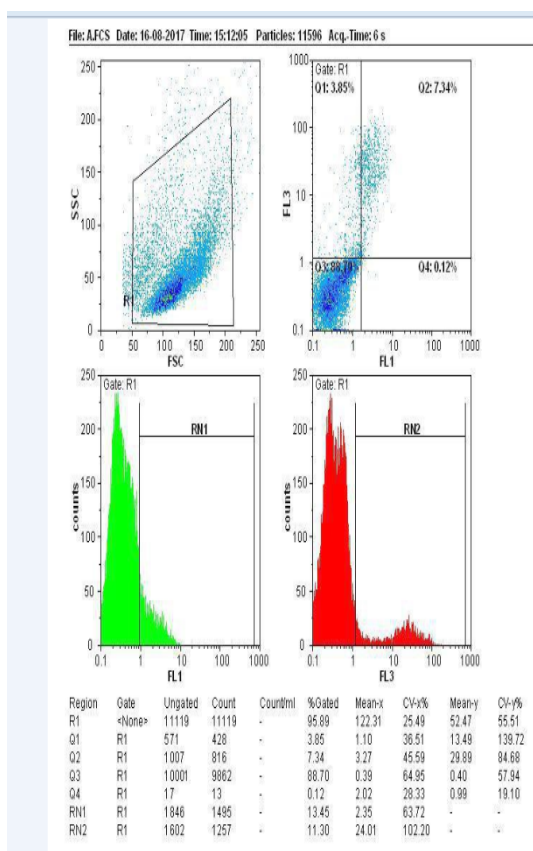 File: A.FCS Date: 16-08-2017 Time: 15:12:05 Particles: 11596 Acq.-Time: 6 s
250
200
150
100
50
0
SSC
R1
0 50 100 150 200 250
FSC
1000
100
10
1
0.1
FL3
Gate: R1
Q1: 3.85% Q2: 7.34%
Q3: 88.70% Q4: 0.12%
0.1 1 10 100 1000
FL1
250
200
150
100
50
0
counts
Gate: R1
RN1
0.1 1 10 100 1000
FL1
250
200
150
100
50
0
counts
Gate: R1
RN2
0.1 1 10 100 1000
FL3
Region Gate Ungated Count Count/ml %Gated Mean-x CV-x% Mean-y CV-y%
R1 <None> 11119 11119 - 95.89 122.31 25.49 52.47 55.51
Q1 R1 571 428 - 3.85 1.10 36.51 13.49 139.72
Q2 R1 1007 816 - 7.34 3.27 45.59 29.89 84.68
Q3 R1 10001 9862 - 88.70 0.39 64.95 0.40 57.94
Q4 R1 17 13 - 0.12 2.02 28.33 0.99 19.10
RN1 R1 1846 1495 - 13.45 2.35 63.72 - -
RN2 R1 1602 1257 - 11.30 24.01 102.20 - -